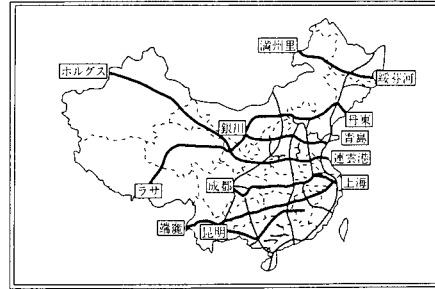 満州里
ホルグス
綏芬河
丹東
銀川
青島
連雲港
ラサ
成都
上海
瑞麗
昆明